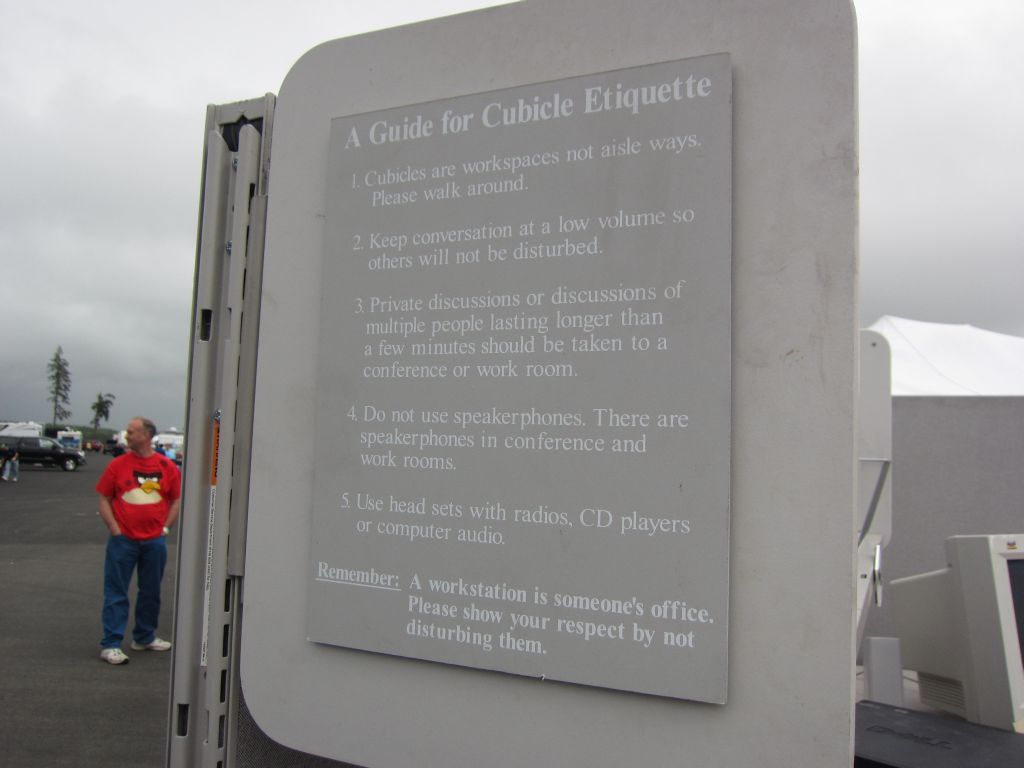 A Guide for Cubicle Etiquette
1. Cubicles are workspaces not aisle ways.
Please walk around.
2. Keep conversation at a low volume so
others will not be disturbed.
3. Private discussions or discussions of
multiple people lasting longer than
a few minutes should be taken to a
conference or work room.
4. Do not use speakerphones. There are
speakerphones in conference and
work rooms.
5. Use head sets with radios, CD players
or computer audio.
Remember: A workstation is someone's office.
Please show your respect by not
disturbing them.
DELL